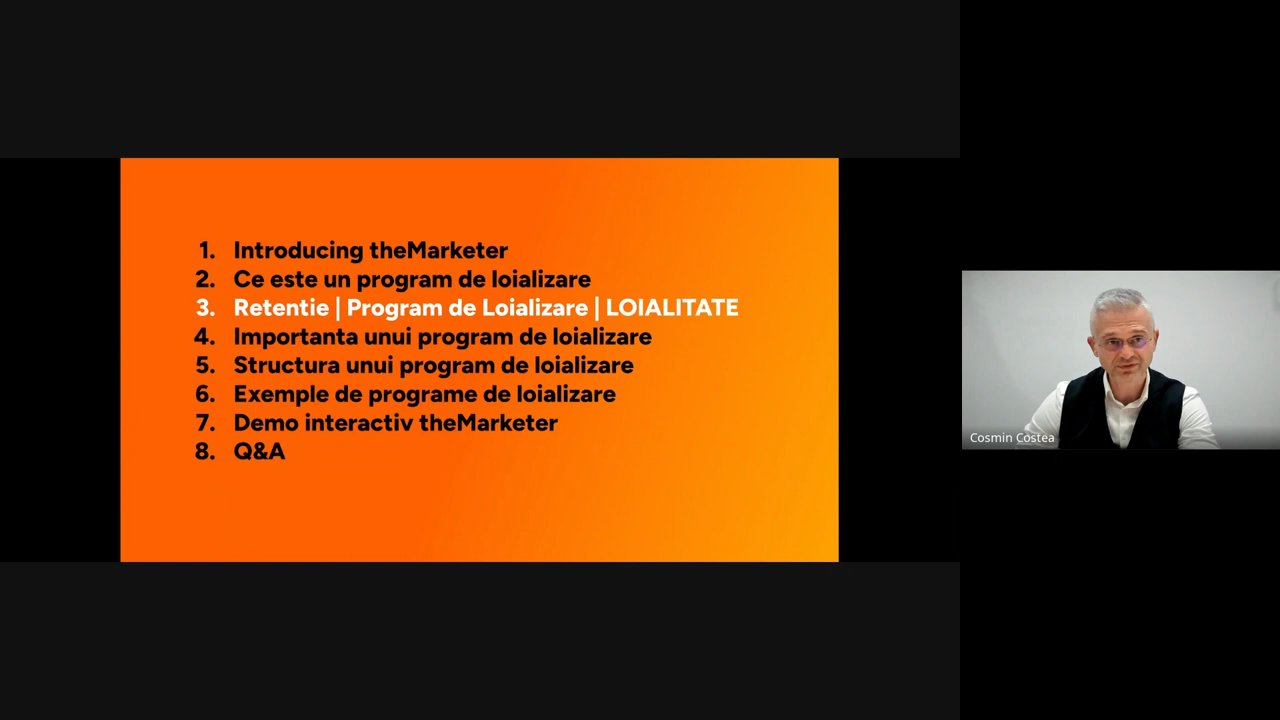 1. Introducing theMarketer
2. Ce este un program de loializare
3. Retentie | Program de Loializare | LOIALITATE
4. Importanta unui program de loializare
5. Structura unui program de loializare
6. Exemple de programe de loializare
7. Demo interactiv theMarketer
8. Q&A
Cosmin Costea